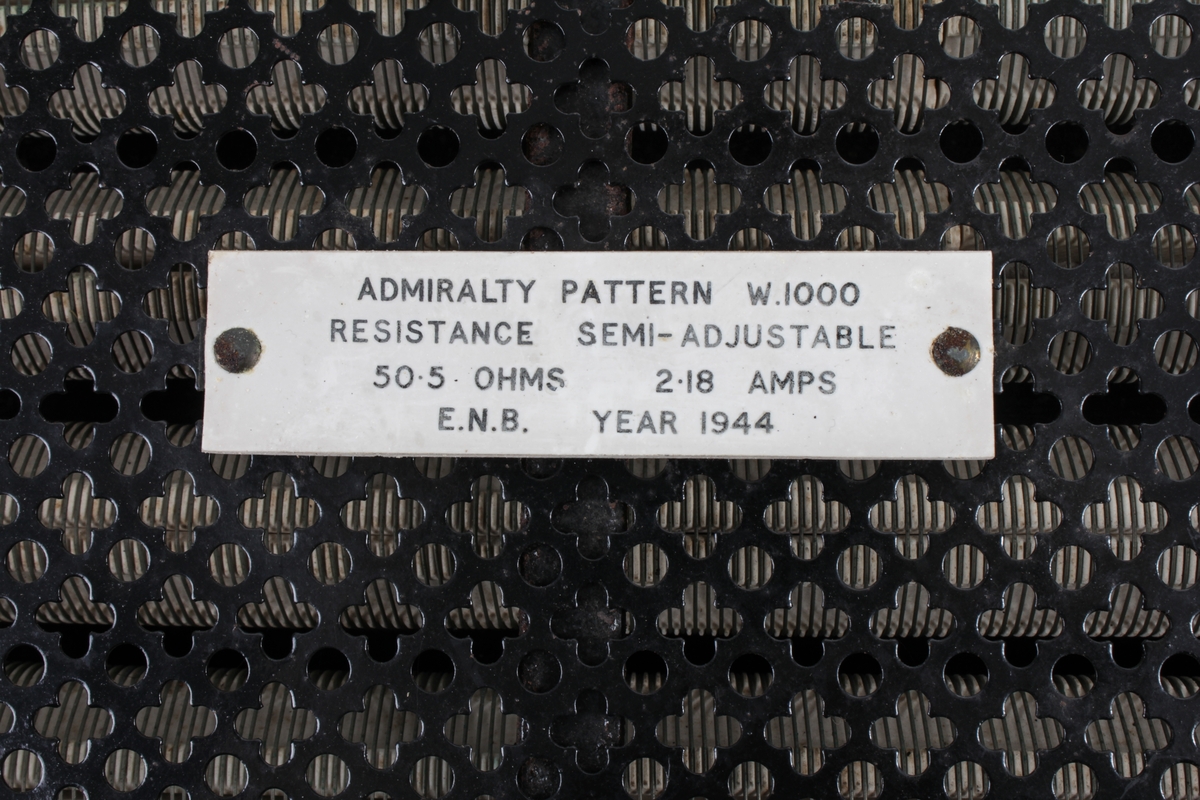 ADMIRALTY PATTERN W.1000
RESISTANCE SEMI-ADJUSTABLE
50·5 OHMS 2·18 AMPS
E.N.B. YEAR 1944